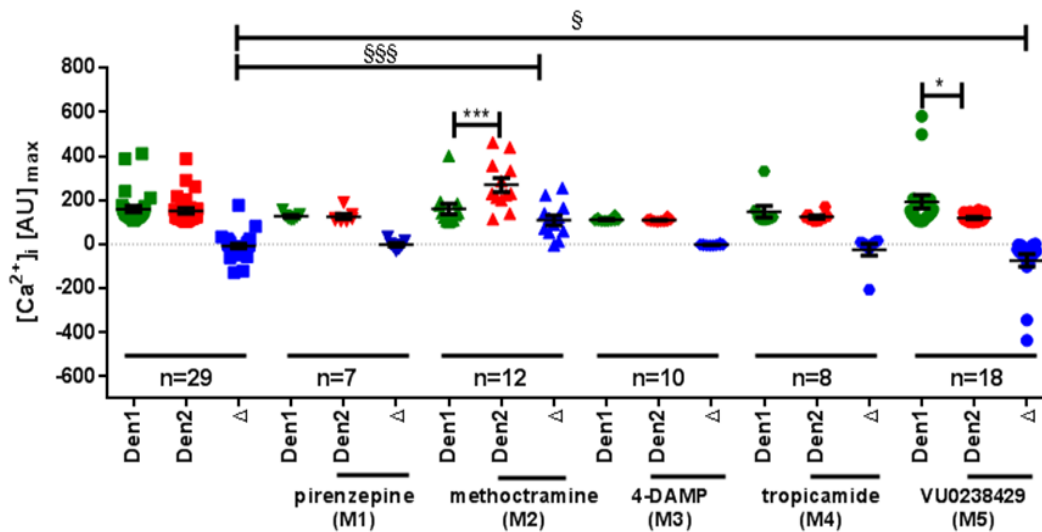 §
§§§
*
***
[Ca²⁺]ᵢ [AU]max
800
600
400
200
0
-200
-400
-600
n=29 n=7 n=12 n=10 n=8 n=18
Den1 Den2 Δ Den1 Den2 Δ Den1 Den2 Δ Den1 Den2 Δ Den1 Den2 Δ Den1 Den2 Δ
pirenzepine methoctramine 4-DAMP tropicamide VU0238429
(M1) (M2) (M3) (M4) (M5)